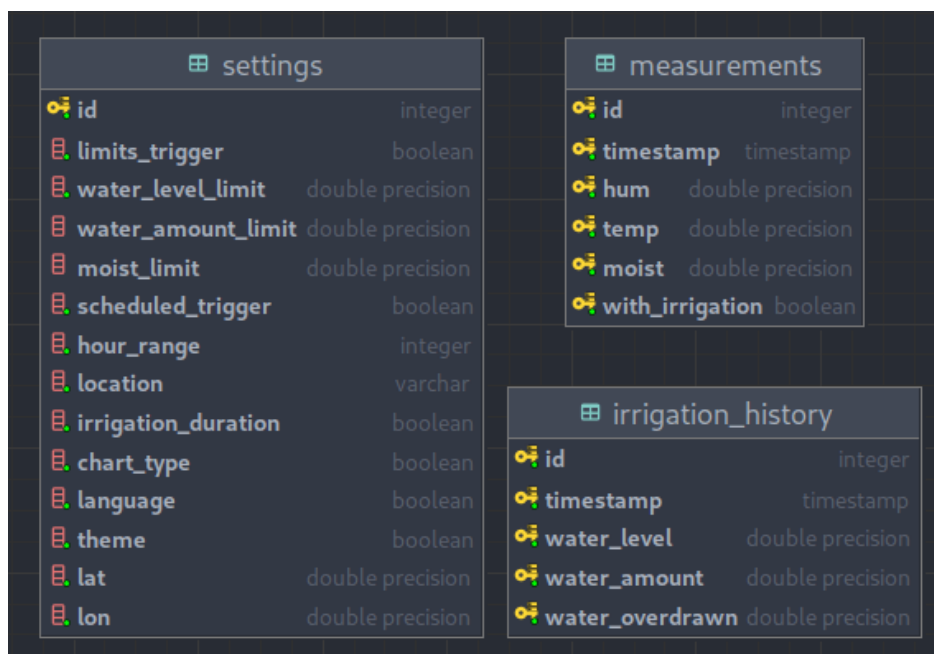 settings
id integer
limits_trigger boolean
water_level_limit double precision
water_amount_limit double precision
moist_limit double precision
scheduled_trigger boolean
hour_range integer
location varchar
irrigation_duration boolean
chart_type boolean
language boolean
theme boolean
lat double precision
lon double precision
measurements
id integer
timestamp timestamp
hum double precision
temp double precision
moist double precision
with_irrigation boolean
irrigation_history
id integer
timestamp timestamp
water_level double precision
water_amount double precision
water_overdrawn double precision